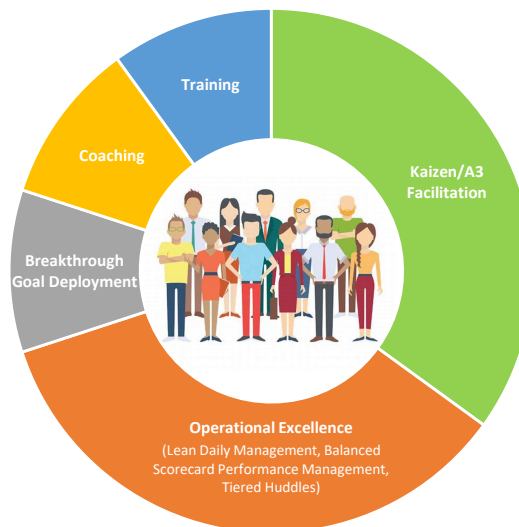 Training
Kaizen/A3
Facilitation
Coaching
Breakthrough
Goal Deployment
Operational Excellence
(Lean Daily Management, Balanced
Scorecard Performance Management,
Tiered Huddles)